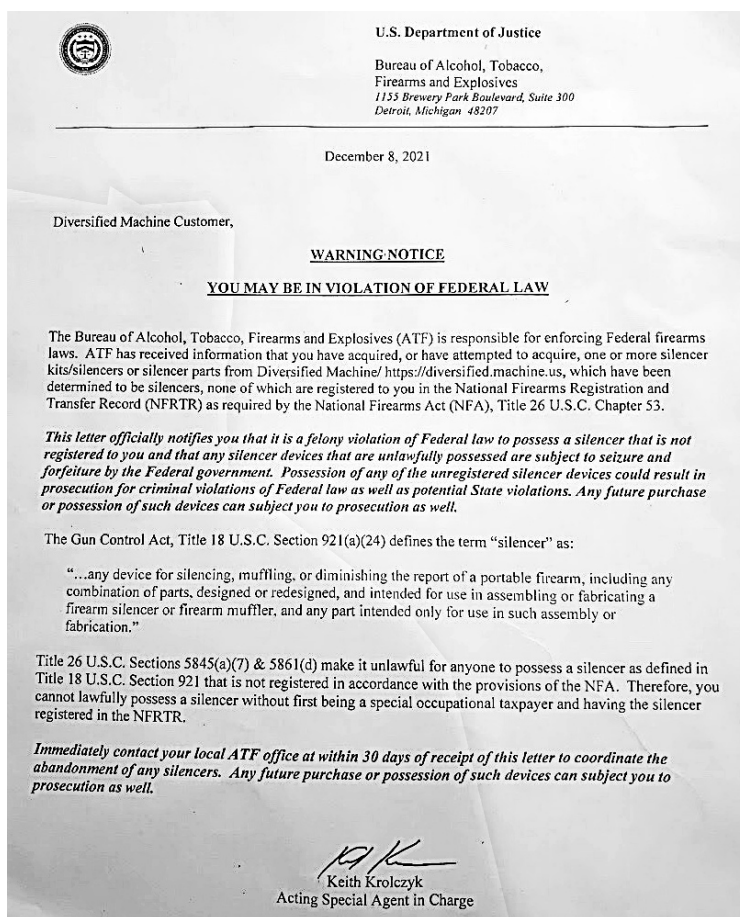 U.S. Department of Justice
Bureau of Alcohol, Tobacco,
Firearms and Explosives
1155 Brewery Park Boulevard, Suite 300
Detroit, Michigan 48207
December 8, 2021
Diversified Machine Customer,
WARNING NOTICE
YOU MAY BE IN VIOLATION OF FEDERAL LAW
The Bureau of Alcohol, Tobacco, Firearms and Explosives (ATF) is responsible for enforcing Federal firearms
laws. ATF has received information that you have acquired, or have attempted to acquire, one or more silencer
kits/silencers or silencer parts from Diversified Machine/ https://diversified.machine.us, which have been
determined to be silencers, none of which are registered to you in the National Firearms Registration and
Transfer Record (NFRTR) as required by the National Firearms Act (NFA), Title 26 U.S.C. Chapter 53.
This letter officially notifies you that it is a felony violation of Federal law to possess a silencer that is not
registered to you and that any silencer devices that are unlawfully possessed are subject to seizure and
forfeiture by the Federal government. Possession of any of the unregistered silencer devices could result in
prosecution for criminal violations of Federal law as well as potential State violations. Any future purchase
or possession of such devices can subject you to prosecution as well.
The Gun Control Act, Title 18 U.S.C. Section 921(a)(24) defines the term “silencer” as:
“...any device for silencing, muffling, or diminishing the report of a portable firearm, including any
combination of parts, designed or redesigned, and intended for use in assembling or fabricating a
firearm silencer or firearm muffler, and any part intended only for use in such assembly or
fabrication.”
Title 26 U.S.C. Sections 5845(a)(7) & 5861(d) make it unlawful for anyone to possess a silencer as defined in
Title 18 U.S.C. Section 921 that is not registered in accordance with the provisions of the NFA. Therefore, you
cannot lawfully possess a silencer without first being a special occupational taxpayer and having the silencer
registered in the NFRTR.
Immediately contact your local ATF office at within 30 days of receipt of this letter to coordinate the
abandonment of any silencers. Any future purchase or possession of such devices can subject you to
prosecution as well.
Keith Krolczyk
Acting Special Agent in Charge